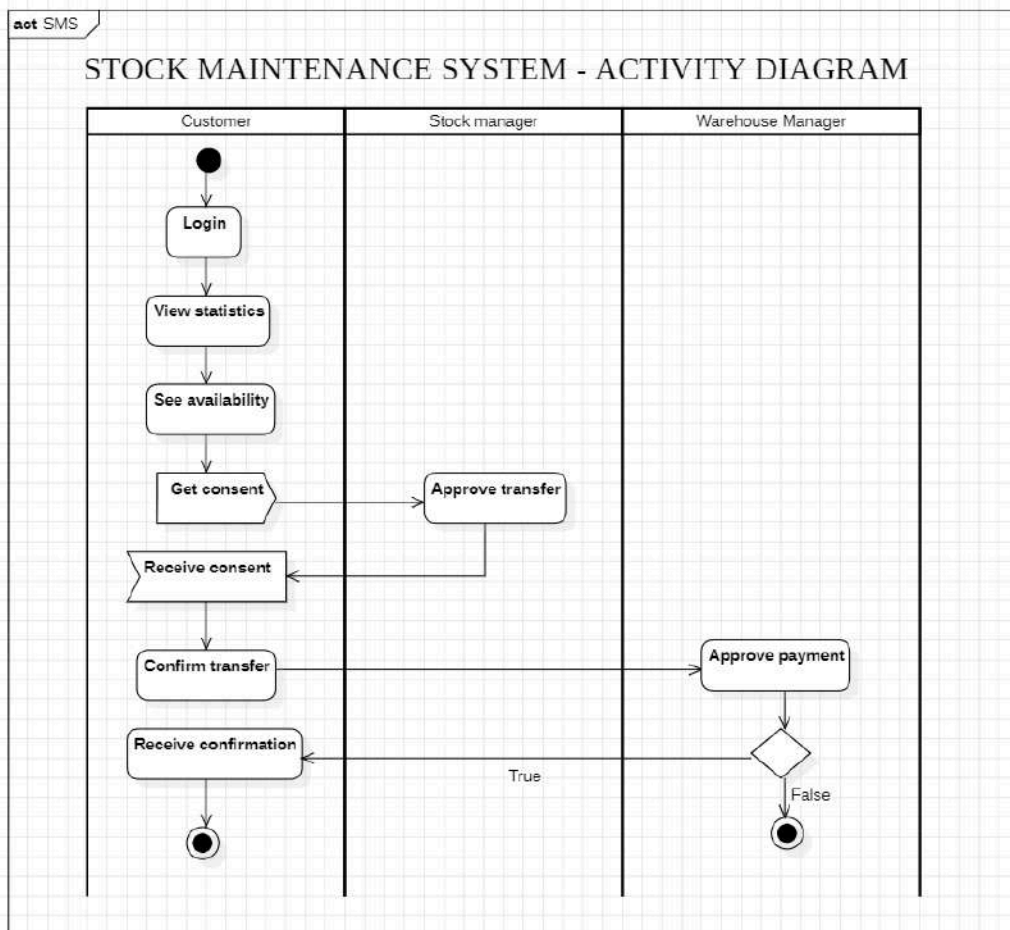 act SMS
STOCK MAINTENANCE SYSTEM - ACTIVITY DIAGRAM
Customer
Stock manager
Warehouse Manager
Login
View statistics
See availability
Get consent
Approve transfer
Receive consent
Confirm transfer
Approve payment
Receive confirmation
True
False